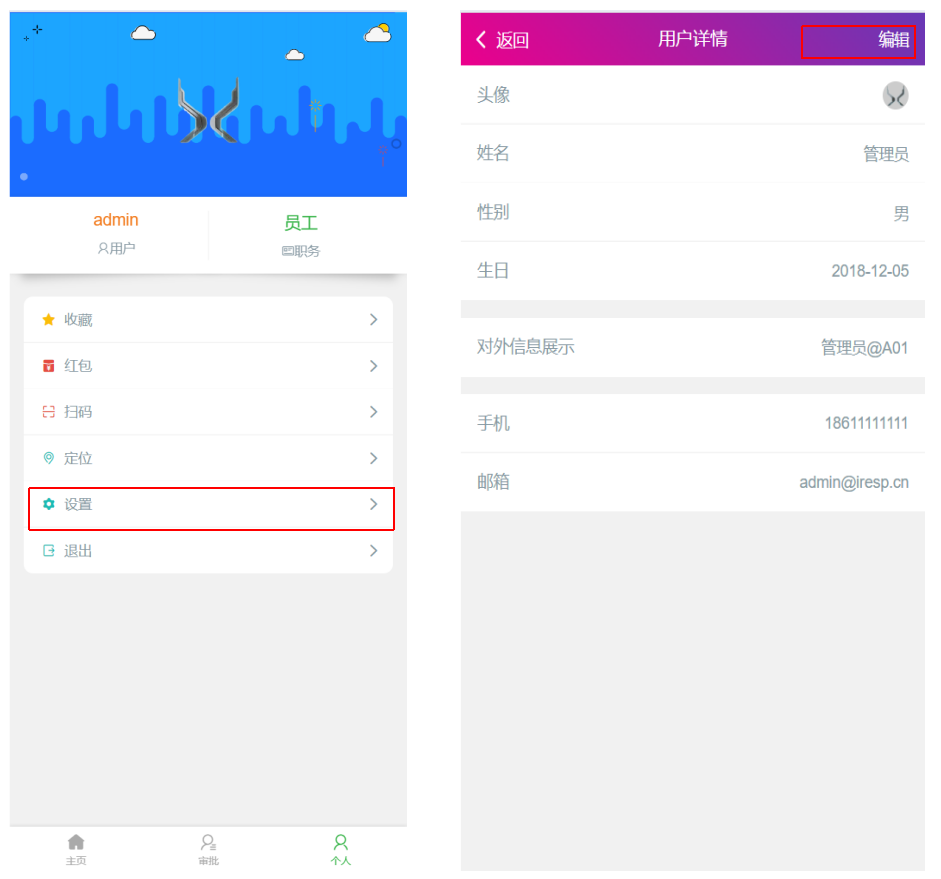 admin
用户
员工
职务
收藏
红包
扫码
定位
设置
退出
主页
审批
个人
返回
用户详情
编辑
头像
姓名
管理员
性别
男
生日
2018-12-05
对外信息展示
管理员@A01
手机
18611111111
邮箱
admin@iresp.cn